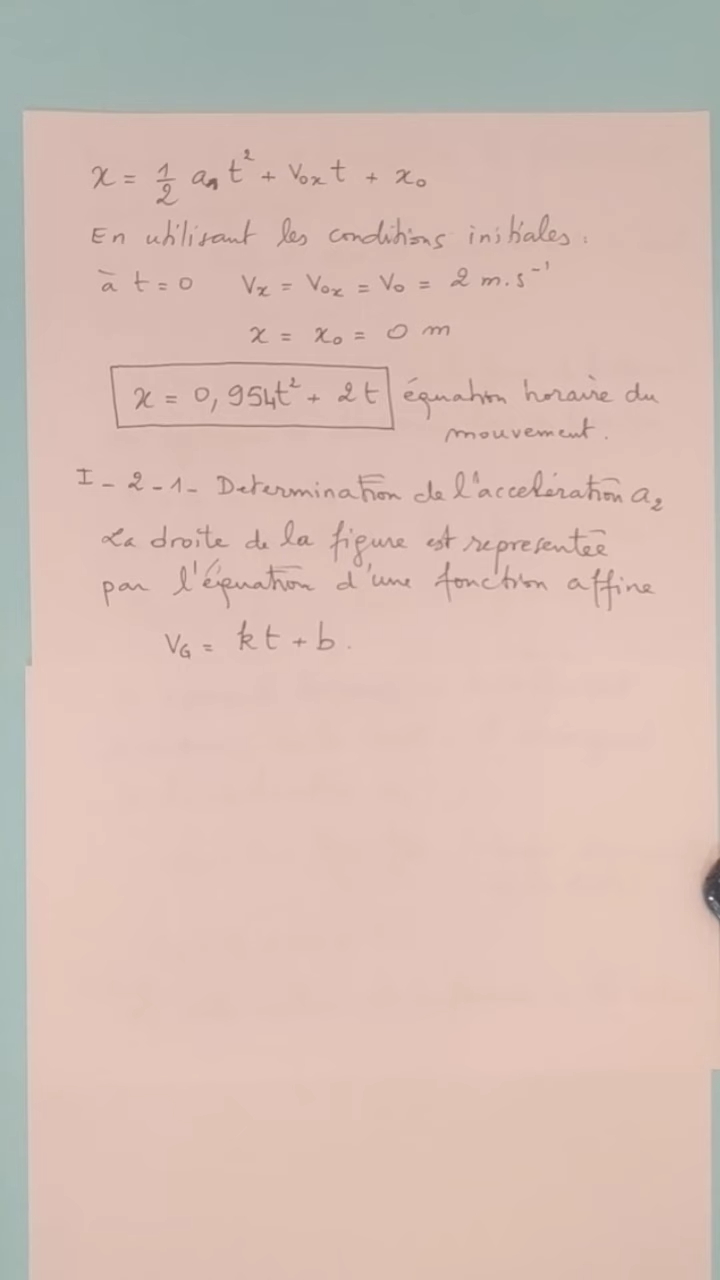 x = 1/2 a₁ t² + V₀ₓ t + x₀
En utilisant les conditions initiales :
à t = 0 Vₓ = V₀ₓ = V₀ = 2 m.s⁻¹
x = x₀ = 0 m
x = 0,954t² + 2t équation horaire du
mouvement.
I - 2 - 1 - Determination de l'accelération a₂
La droite de la figure est representée
par l'équation d'une fonction affine
V_G = kt + b.